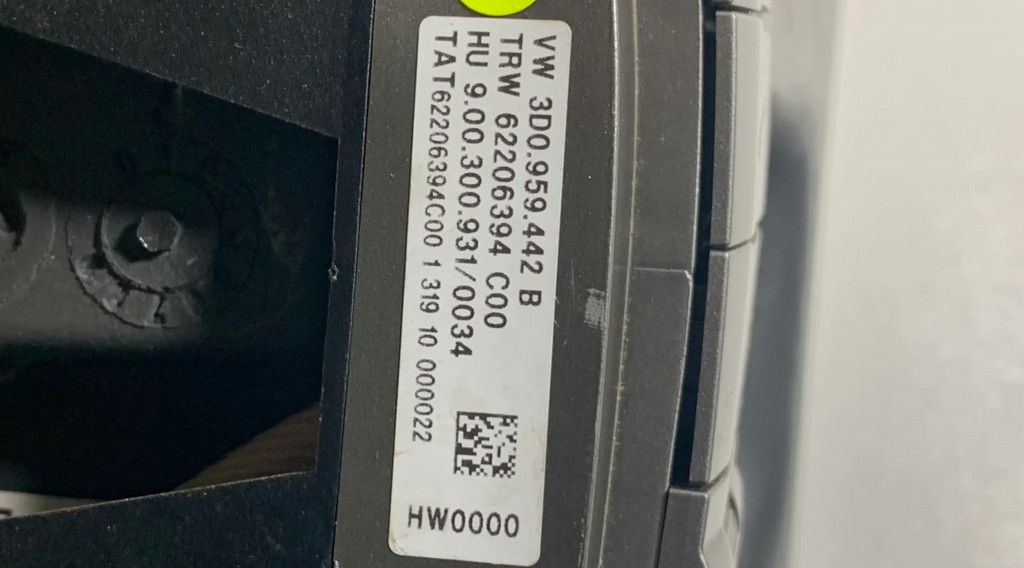 VW 3D0.959.442 B
TRW 62206394 C00
HU 9.00.300.931/0034
TAT62206394C00 1 319 10 000022
HW0000